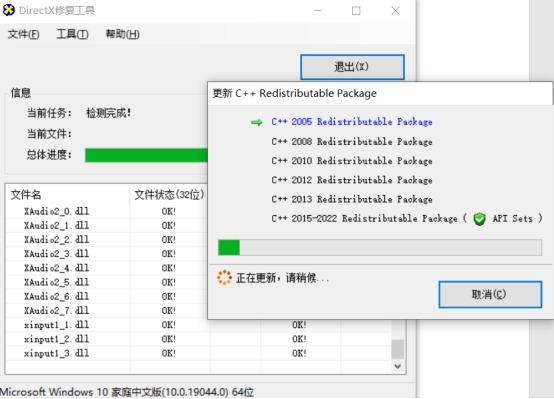 DirectX修复工具
文件(F) 工具(T) 帮助(H)
退出(X)
信息
当前任务: 检测完成!
当前文件:
总体进度:
文件名 文件状态(32位)
XAudio2_0.dll OK!
XAudio2_1.dll OK!
XAudio2_2.dll OK!
XAudio2_3.dll OK!
XAudio2_4.dll OK!
XAudio2_5.dll OK!
XAudio2_6.dll OK!
XAudio2_7.dll OK!
xinput1_1.dll OK! OK!
xinput1_2.dll OK! OK!
xinput1_3.dll OK! OK!
Microsoft Windows 10 家庭中文版(10.0.19044.0) 64位
更新 C++ Redistributable Package
C++ 2005 Redistributable Package
C++ 2008 Redistributable Package
C++ 2010 Redistributable Package
C++ 2012 Redistributable Package
C++ 2013 Redistributable Package
C++ 2015-2022 Redistributable Package ( API Sets )
正在更新，请稍候...
取消(C)